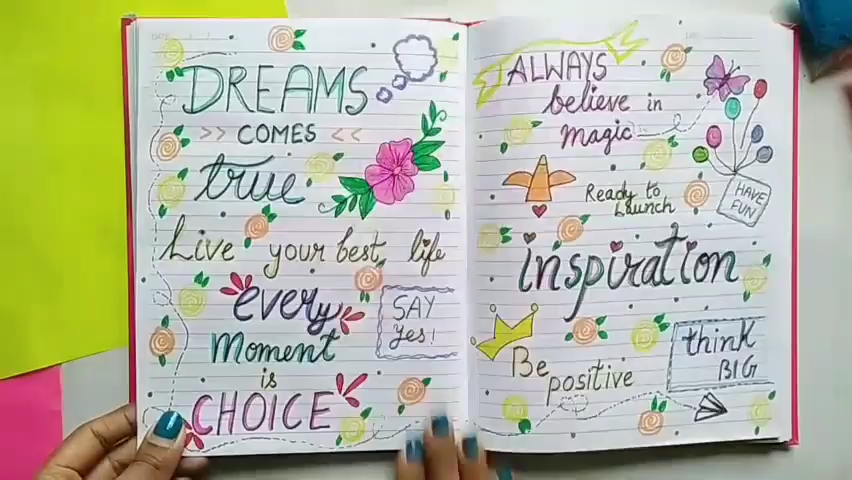 DREAMS
>> COMES <<
true
Live your best life
every
Moment
is
CHOICE
SAY
yes!
ALWAYS
believe in
magic
HAVE
FUN
Ready to
Launch
inspiration
Be
positive
think
BIG